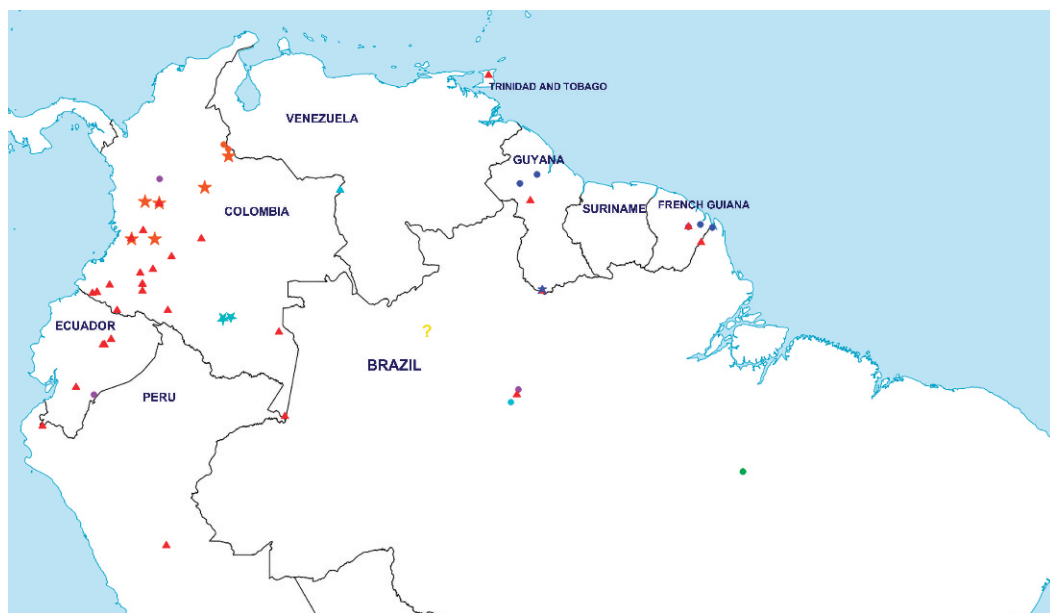 TRINIDAD AND TOBAGO
VENEZUELA
GUYANA
SURINAME
FRENCH GUIANA
COLOMBIA
ECUADOR
?
BRAZIL
PERU